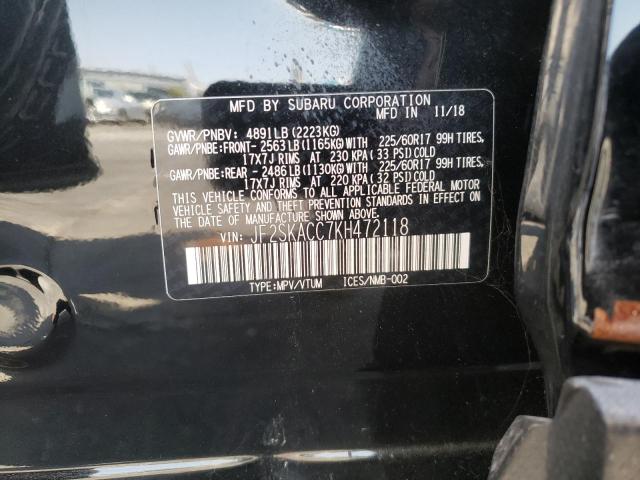 MFD BY SUBARU CORPORATION MFD IN 11/18
GVWR/PNBV: 4891LB(2223KG)
GAWR/PNBE:FRONT- 2563LB(1165KG)WITH 225/60R17 99H TIRES,
17X7J RIMS AT 230 KPA(33 PSI)COLD
GAWR/PNBE:REAR - 2486LB(1130KG)WITH 225/60R17 99H TIRES,
17X7J RIMS AT 220 KPA(32 PSI)COLD
THIS VEHICLE CONFORMS TO ALL APPLICABLE FEDERAL MOTOR
VEHICLE SAFETY AND THEFT PREVENTION STANDARDS IN EFFECT
ON THE DATE OF MANUFACTURE SHOWN ABOVE.
VIN: JF2SKACC7KH472118
TYPE:MPV/VTUM ICES/NMB-002